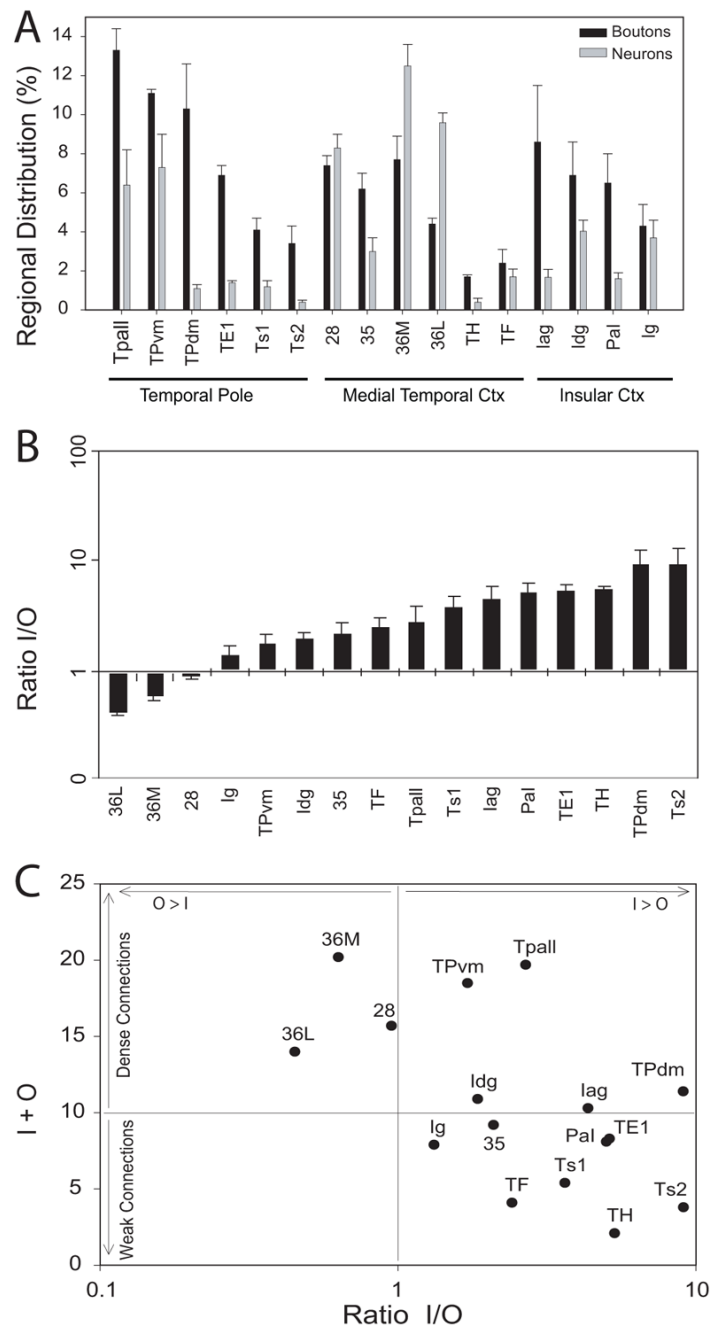 A
Regional Distribution (%)
14
12
10
8
6
4
2
0
Boutons
Neurons
Tpall TPvm TPdm TE1 Ts1 Ts2 28 35 36M 36L TH TF Iag Idg PaI Ig
Temporal Pole Medial Temporal Ctx Insular Ctx
B
Ratio I/O
100
10
1
0
36L 36M 28 Ig TPvm Idg 35 TF Tpall Ts1 Iag PaI TE1 TH TPdm Ts2
C
I + O
25
20
15
10
5
0
O > I I > O
Dense Connections
Weak Connections
36M
TPvm Tpall
28
36L
Idg Iag TPdm
Ig 35 PaI TE1
TF Ts1 Ts2
TH
0.1 1 10
Ratio I/O